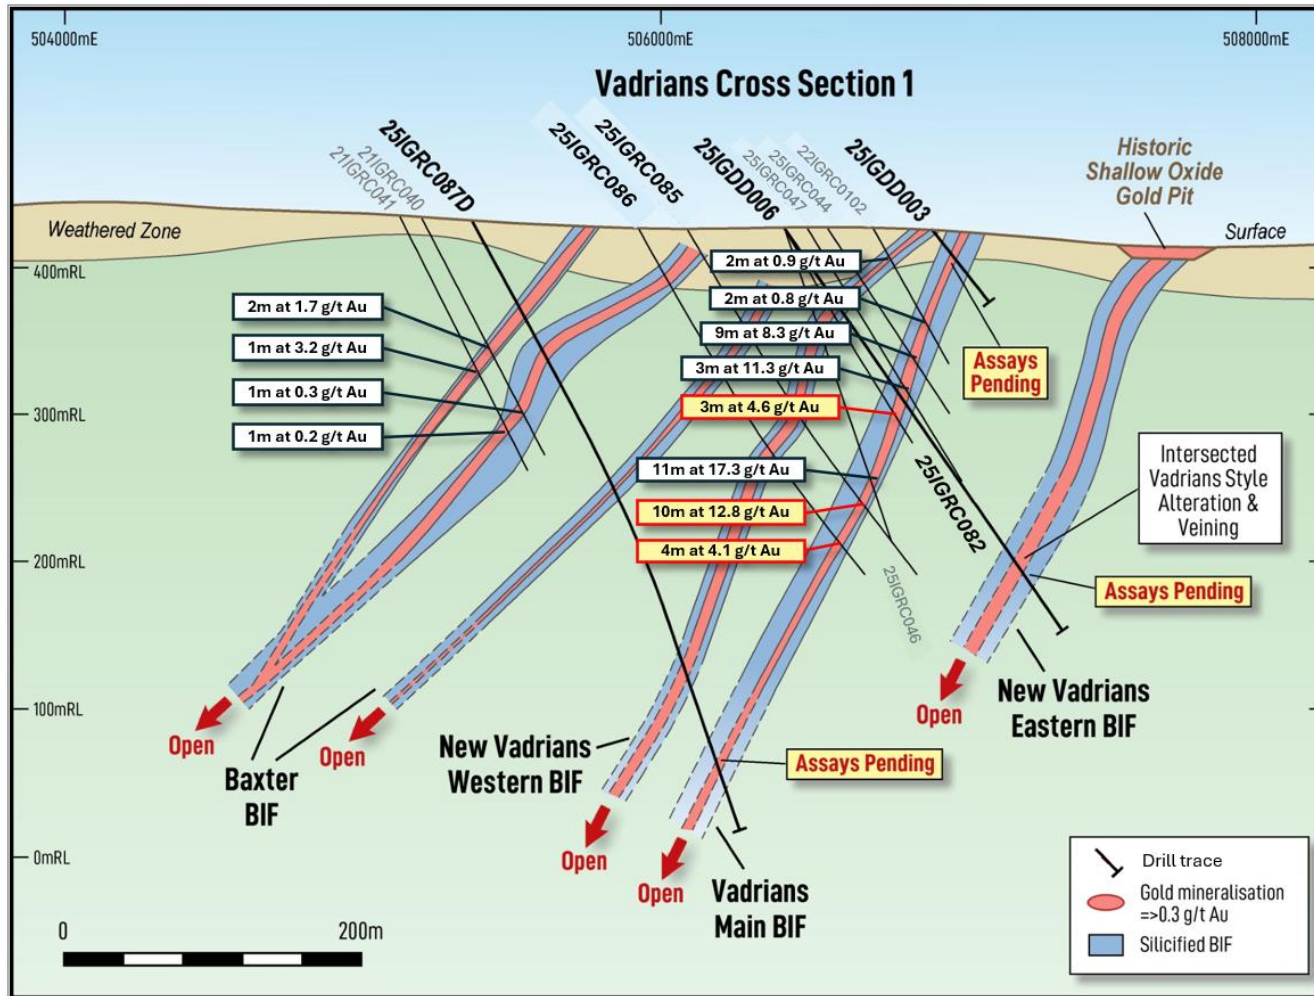 504000mE
506000mE
508000mE
Vadrians Cross Section 1
21IGRC041
21IGRC040
25IGRC087D
25IGRC086
25IGRC085
25IGDD006
25IGRC047
25IGRC044
22IGRC0102
25IGDD003
Historic
Shallow Oxide
Gold Pit
Weathered Zone
Surface
400mRL
300mRL
200mRL
100mRL
0mRL
2m at 1.7 g/t Au
1m at 3.2 g/t Au
1m at 0.3 g/t Au
1m at 0.2 g/t Au
2m at 0.9 g/t Au
2m at 0.8 g/t Au
9m at 8.3 g/t Au
3m at 11.3 g/t Au
3m at 4.6 g/t Au
11m at 17.3 g/t Au
10m at 12.8 g/t Au
4m at 4.1 g/t Au
Assays
Pending
25IGRC082
25IGRC046
Intersected
Vadrians Style
Alteration &
Veining
Assays Pending
New Vadrians
Eastern BIF
Open
Open
Open
Baxter
BIF
New Vadrians
Western BIF
Assays Pending
Open
Open
Vadrians
Main BIF
0
200m
Drill trace
Gold mineralisation
=>0.3 g/t Au
Silicified BIF